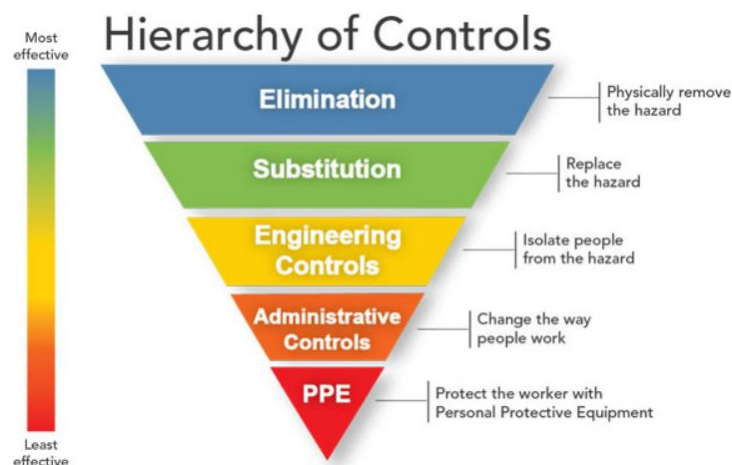 Hierarchy of Controls
Most
effective
Elimination
Physically remove
the hazard
Substitution
Replace
the hazard
Engineering
Controls
Isolate people
from the hazard
Administrative
Controls
Change the way
people work
PPE
Protect the worker with
Personal Protective Equipment
Least
effective